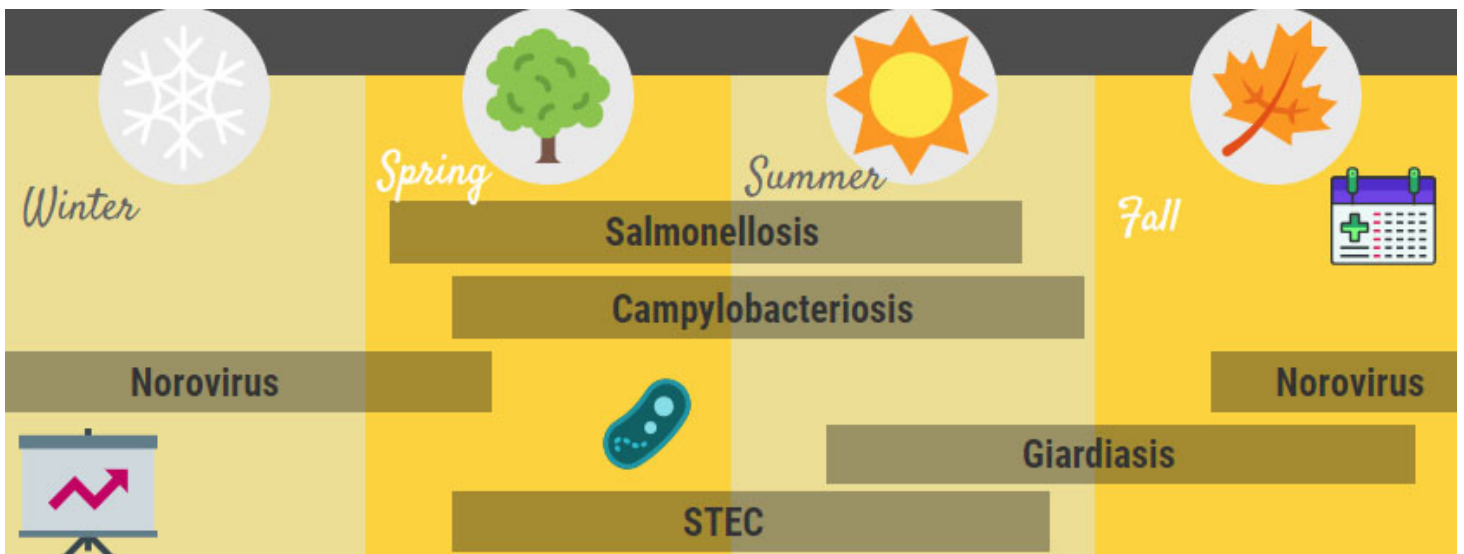 Winter
Spring
Summer
Fall
Salmonellosis
Campylobacteriosis
Norovirus
Norovirus
Giardiasis
STEC